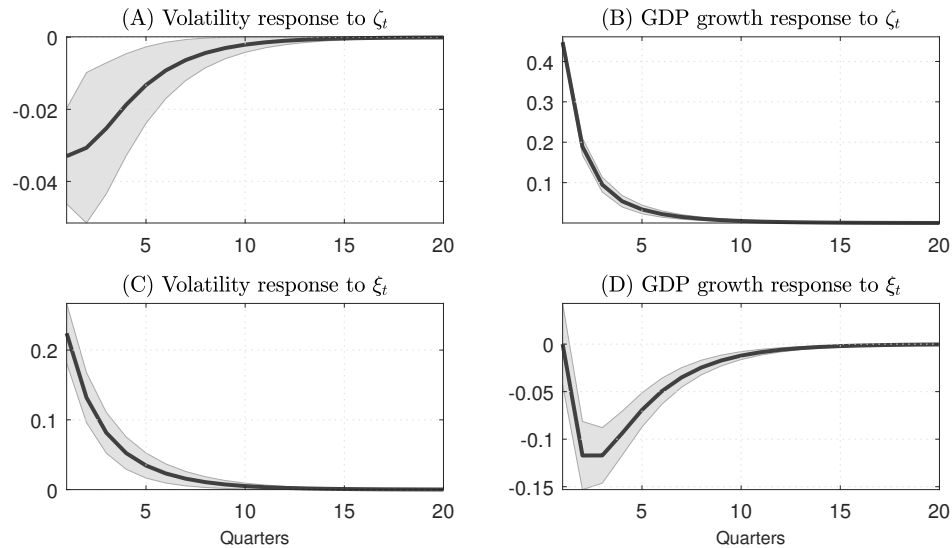 (A) Volatility response to ζt
0
-0.02
-0.04
5 10 15 20
(B) GDP growth response to ζt
0.4
0.3
0.2
0.1
5 10 15 20
(C) Volatility response to ξt
0.2
0.1
0
5 10 15 20
Quarters
(D) GDP growth response to ξt
0
-0.05
-0.1
-0.15
5 10 15 20
Quarters